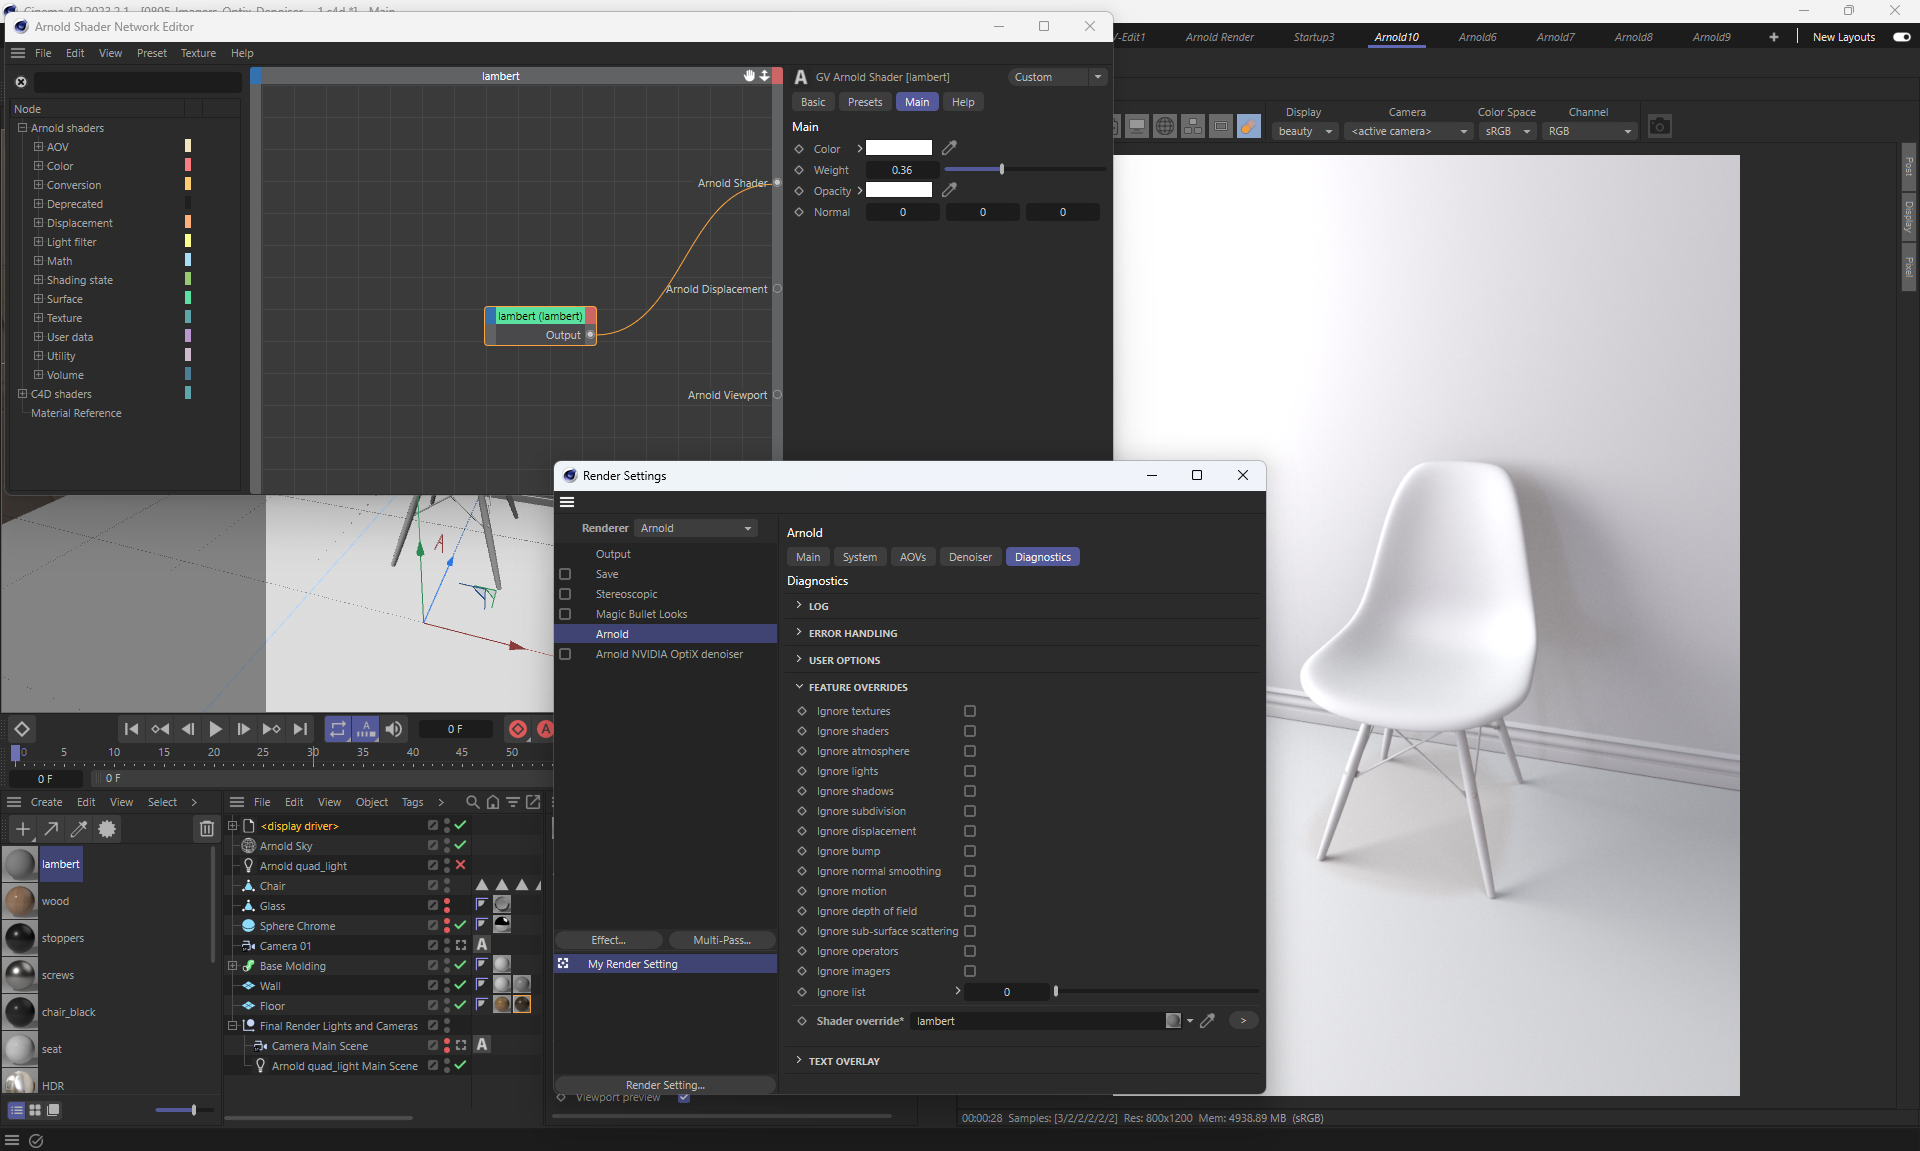 Cinema 4D 2023.2.1 - [0805_Imagers_Optix_Denoiser__1.c4d *] - Main
Arnold Shader Network Editor
File Edit View Preset Texture Help
V-Edit1 Arnold Render Startup3 Arnold10 Arnold6 Arnold7 Arnold8 Arnold9 + New Layouts
lambert
A GV Arnold Shader [lambert] Custom
Basic Presets Main Help
Node
Arnold shaders
AOV
Color
Conversion
Deprecated
Displacement
Light filter
Math
Shading state
Surface
Texture
User data
Utility
Volume
C4D shaders
Material Reference
Arnold Shader
Arnold Displacement
Arnold Viewport
lambert (lambert)
Output
Main
Color
Weight 0.36
Opacity
Normal 0 0 0
Display Camera Color Space Channel
beauty <active camera> sRGB RGB
Post
Display
Pixel
Render Settings
Renderer Arnold
Output
Save
Stereoscopic
Magic Bullet Looks
Arnold
Arnold NVIDIA OptiX denoiser
Effect... Multi-Pass...
My Render Setting
Render Setting...
Arnold
Main System AOVs Denoiser Diagnostics
Diagnostics
LOG
ERROR HANDLING
USER OPTIONS
FEATURE OVERRIDES
Ignore textures
Ignore shaders
Ignore atmosphere
Ignore lights
Ignore shadows
Ignore subdivision
Ignore displacement
Ignore bump
Ignore normal smoothing
Ignore motion
Ignore depth of field
Ignore sub-surface scattering
Ignore operators
Ignore imagers
Ignore list 0
Shader override* lambert >
TEXT OVERLAY
Viewport preview
A
0 F
0 5 10 15 20 25 30 35 40 45 50
0 F 0 F
Create Edit View Select
lambert
wood
stoppers
screws
chair_black
seat
HDR
File Edit View Object Tags
<display driver>
Arnold Sky
Arnold quad_light
Chair
Glass
Sphere Chrome
Camera 01 A
Base Molding
Wall
Floor
Final Render Lights and Cameras
Camera Main Scene A
Arnold quad_light Main Scene
00:00:28 Samples: [3/2/2/2/2/2] Res: 800x1200 Mem: 4938.89 MB (sRGB)